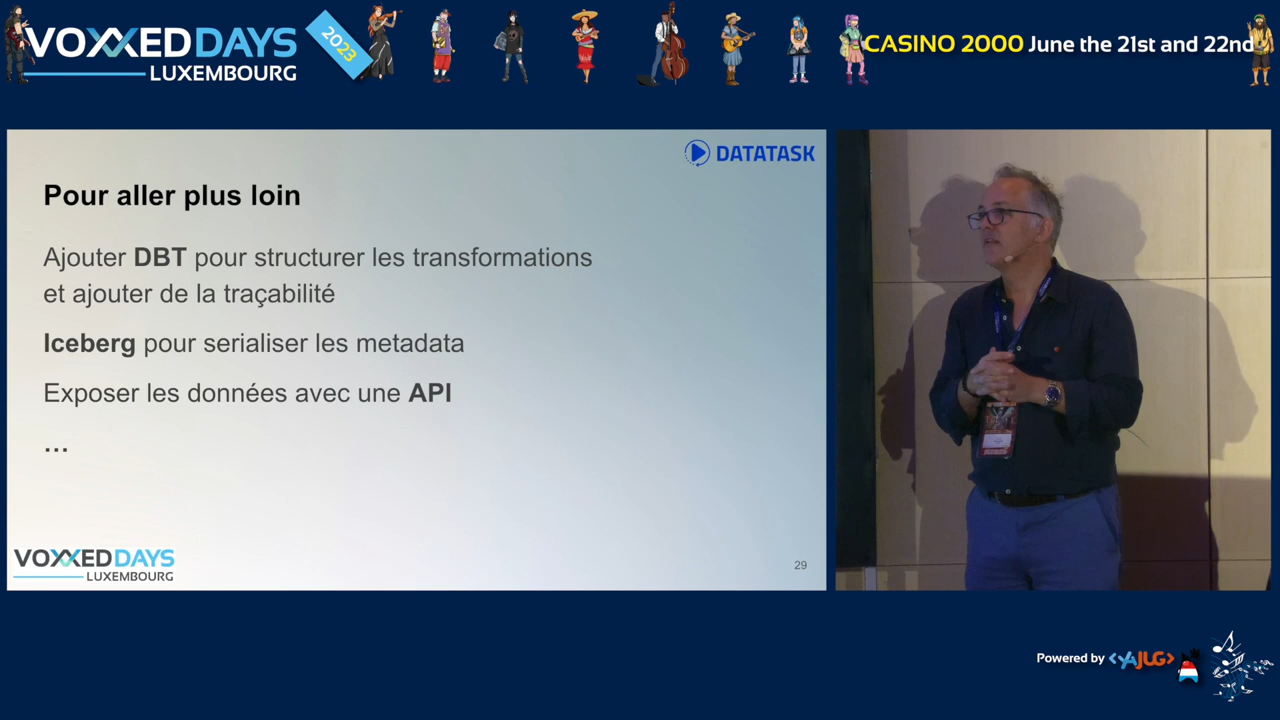 VOXXED DAYS
LUXEMBOURG
2023
CASINO 2000 June the 21st and 22nd
DATATASK
Pour aller plus loin
Ajouter DBT pour structurer les transformations
et ajouter de la traçabilité
Iceberg pour serialiser les metadata
Exposer les données avec une API
...
VOXXED DAYS
LUXEMBOURG
29
Powered by <YAJUG>